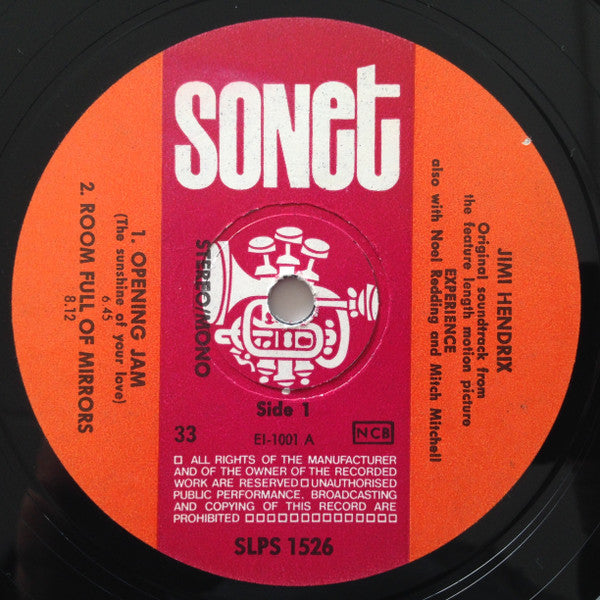 SONet
JIMI HENDRIX
Original soundtrack from
the feature length motion picture
EXPERIENCE
also with Noel Redding and Mitch Mitchell
STEREO/MONO
1. OPENING JAM
(The sunshine of your love)
6.45
2. ROOM FULL OF MIRRORS
8.12
Side 1
33
EI-1001 A
NCB
□ ALL RIGHTS OF THE MANUFACTURER
AND OF THE OWNER OF THE RECORDED
WORK ARE RESERVED □ UNAUTHORISED
PUBLIC PERFORMANCE, BROADCASTING
AND COPYING OF THIS RECORD ARE
PROHIBITED □□□□□□□□□□□□□
SLPS 1526